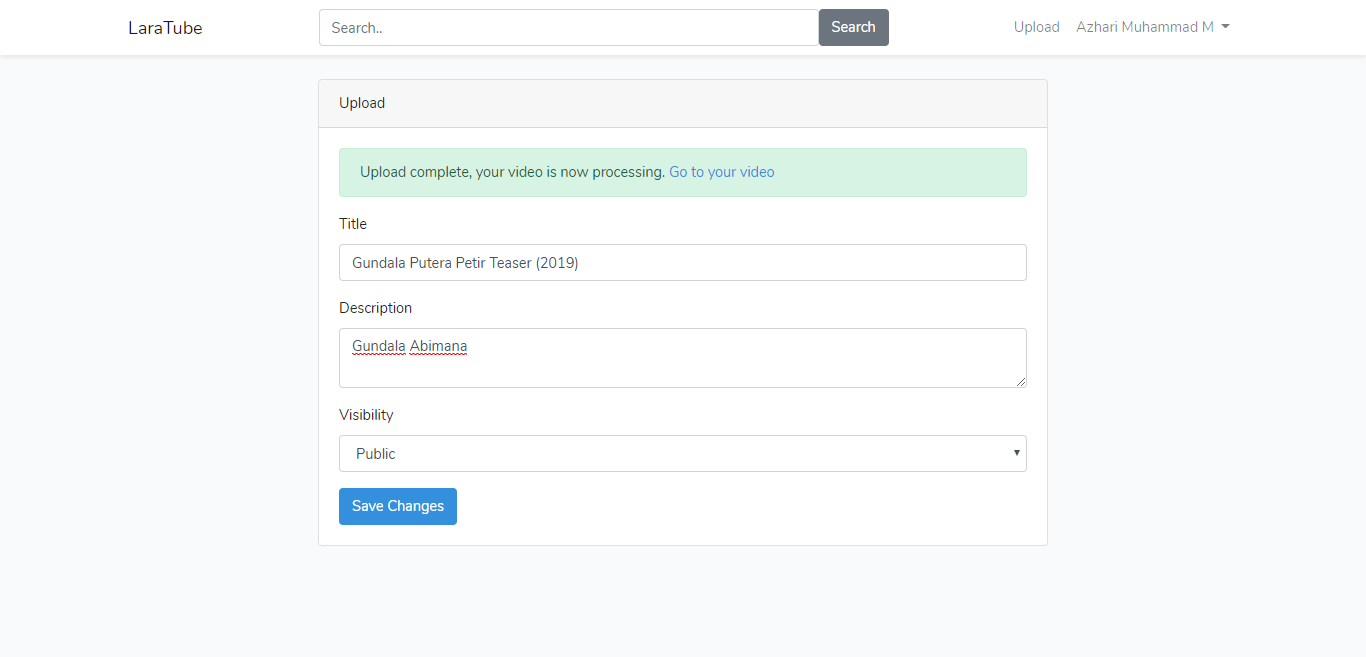 LaraTube
Search..
Search
Upload
Azhari Muhammad M
Upload
Upload complete, your video is now processing. Go to your video
Title
Gundala Putera Petir Teaser (2019)
Description
Gundala Abimana
Visibility
Public
Save Changes